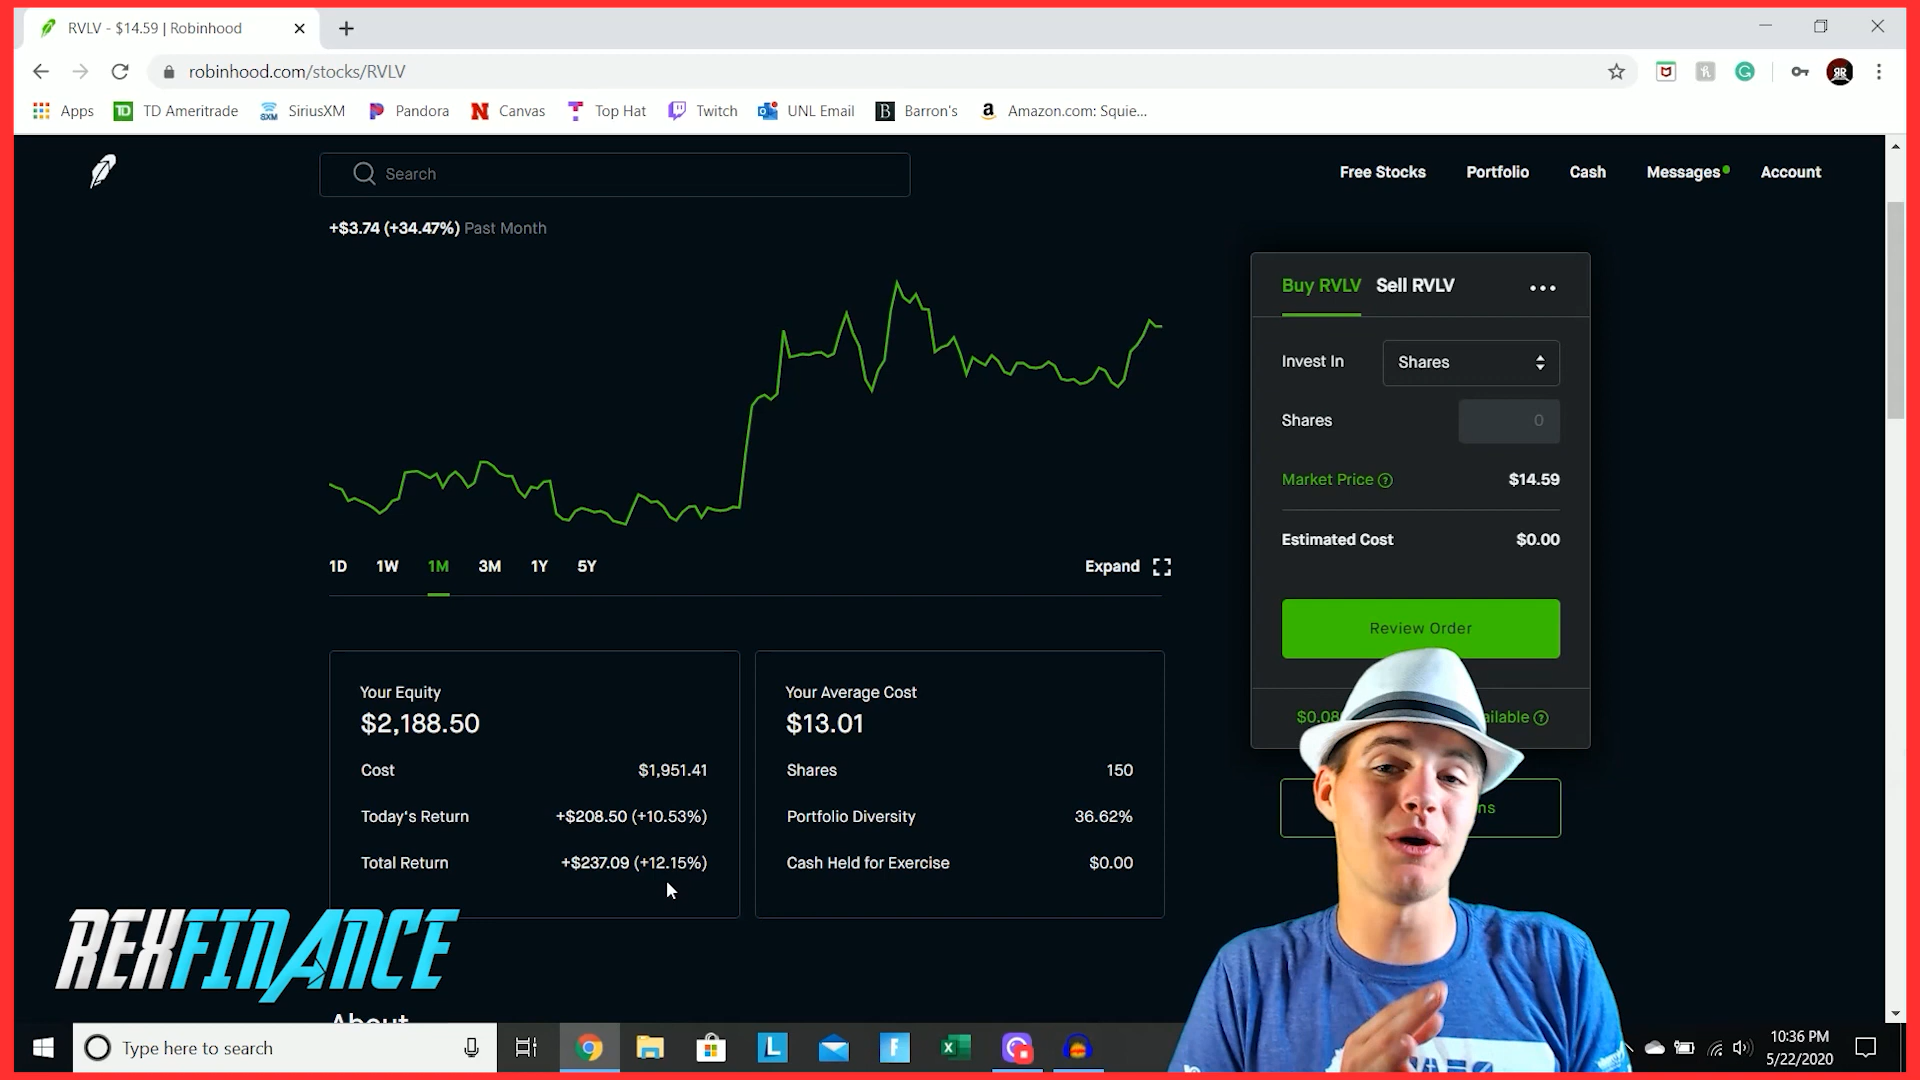 RVLV - $14.59 | Robinhood
robinhood.com/stocks/RVLV
Apps TD Ameritrade SiriusXM Pandora Canvas Top Hat Twitch UNL Email Barron's Amazon.com: Squie...
Search
Free Stocks Portfolio Cash Messages Account
+$3.74 (+34.47%) Past Month
Buy RVLV Sell RVLV
Invest In Shares
Shares 0
Market Price $14.59
Estimated Cost $0.00
Review Order
1D 1W 1M 3M 1Y 5Y Expand
Your Equity
$2,188.50
Cost $1,951.41
Today's Return +$208.50 (+10.53%)
Total Return +$237.09 (+12.15%)
Your Average Cost
$13.01
Shares 150
Portfolio Diversity 36.62%
Cash Held for Exercise $0.00
REXFINANCE
About
Type here to search
10:36 PM
5/22/2020